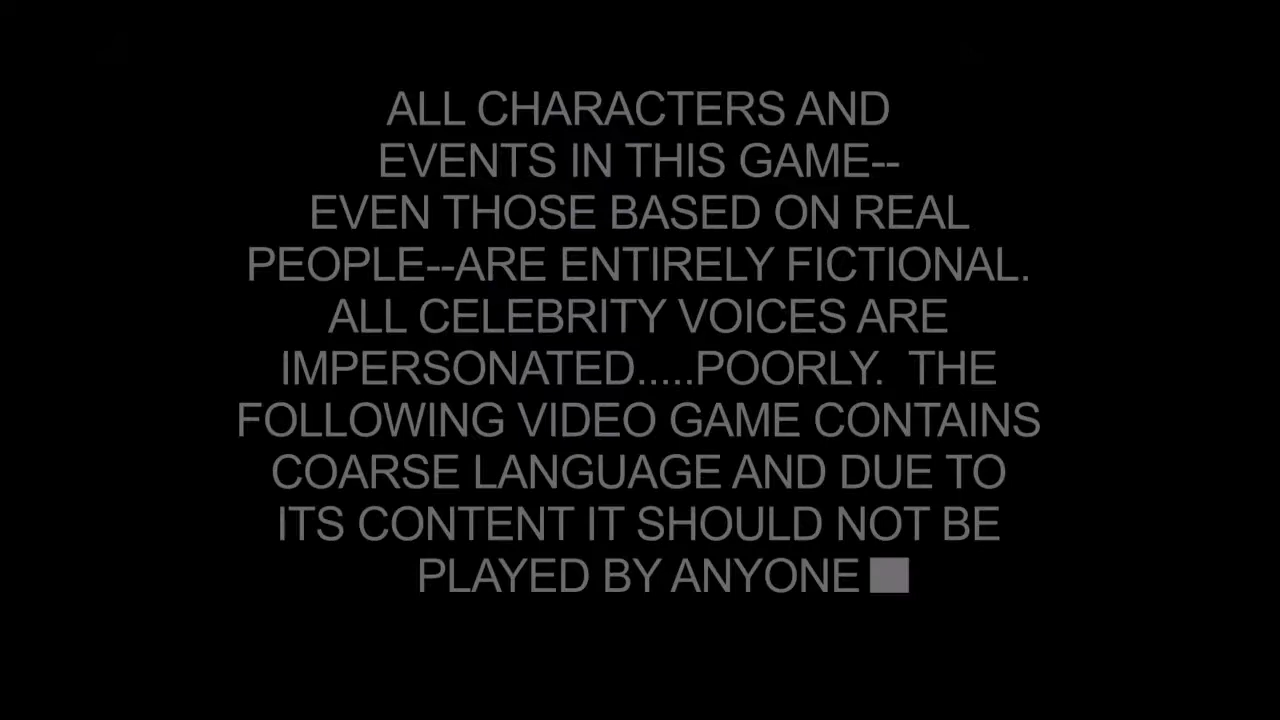 ALL CHARACTERS AND
EVENTS IN THIS GAME--
EVEN THOSE BASED ON REAL
PEOPLE--ARE ENTIRELY FICTIONAL.
ALL CELEBRITY VOICES ARE
IMPERSONATED.....POORLY.  THE
FOLLOWING VIDEO GAME CONTAINS
COARSE LANGUAGE AND DUE TO
ITS CONTENT IT SHOULD NOT BE
PLAYED BY ANYONE